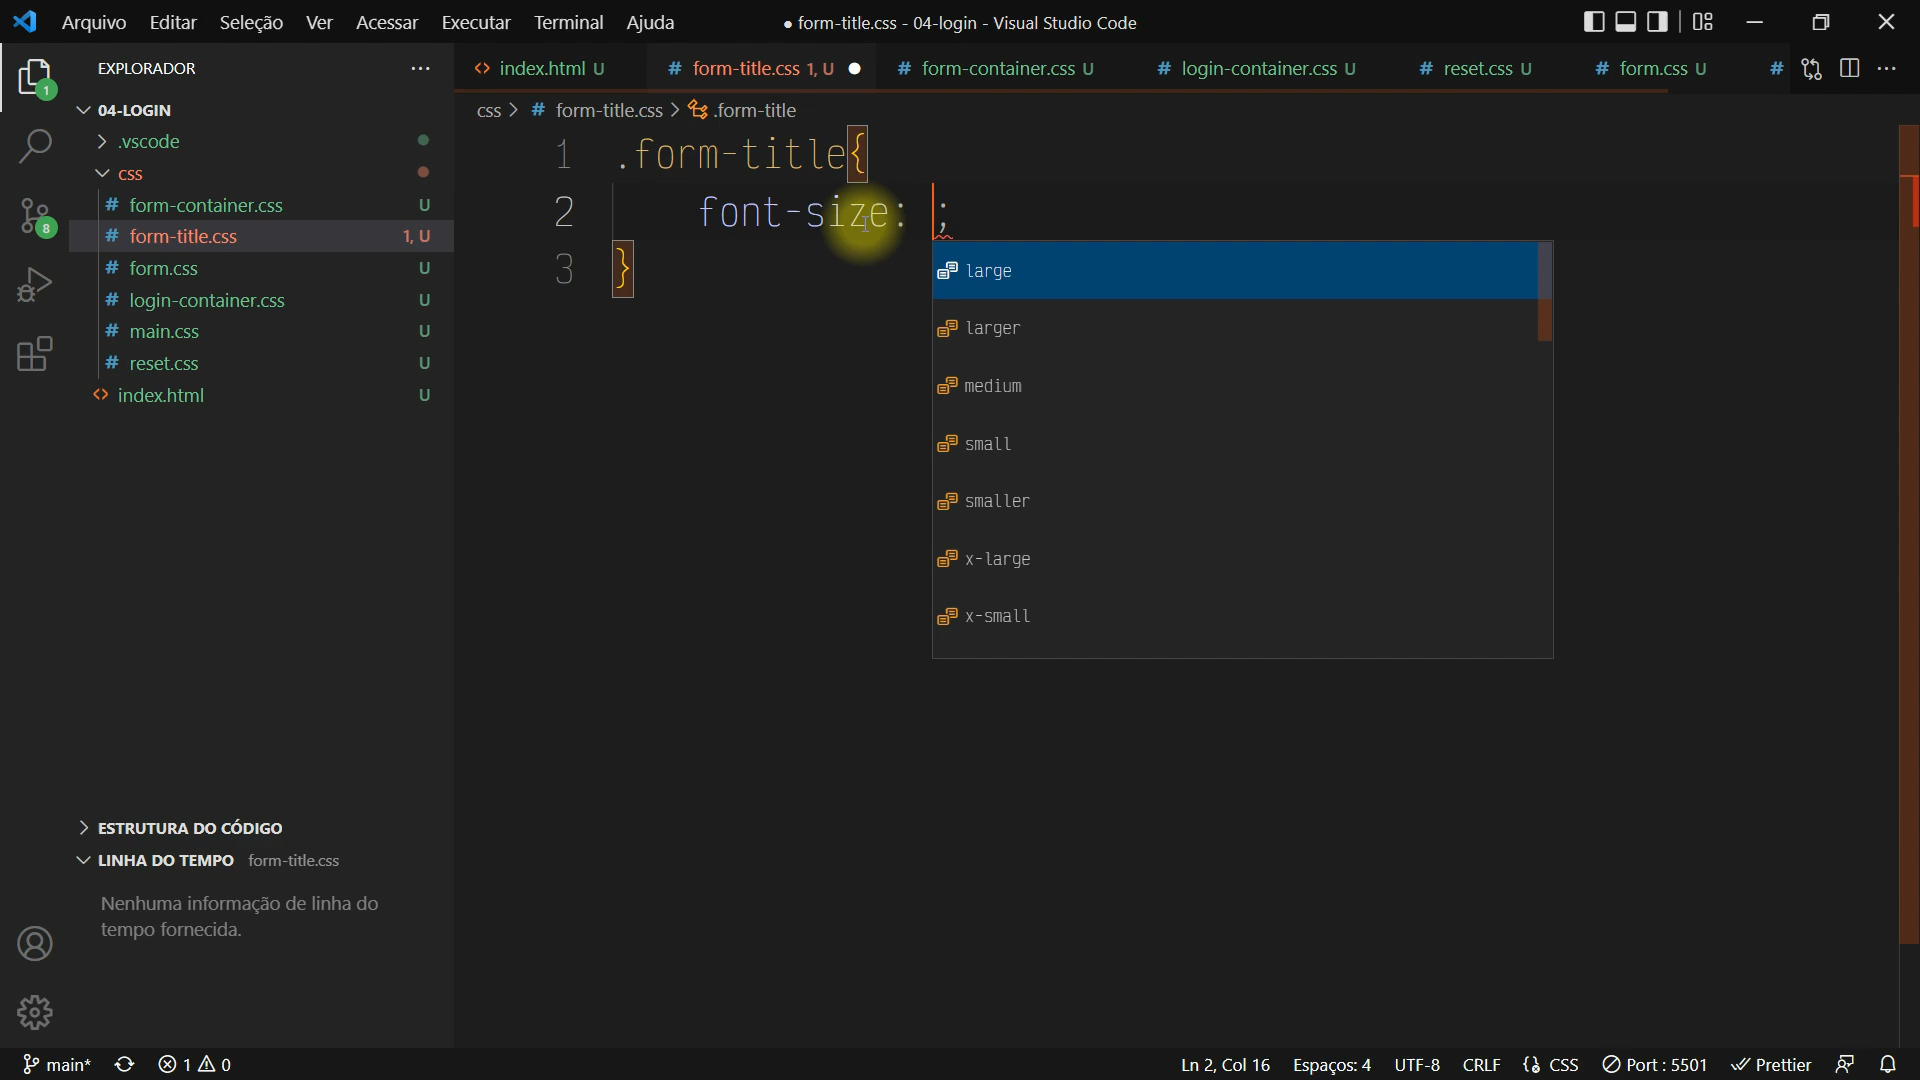 Arquivo Editar Seleção Ver Acessar Executar Terminal Ajuda
● form-title.css - 04-login - Visual Studio Code
EXPLORADOR ···
index.html U
# form-title.css 1, U ●
# form-container.css U
# login-container.css U
# reset.css U
# form.css U
#
1
04-LOGIN
.vscode
css
# form-container.css U
# form-title.css 1, U
# form.css U
# login-container.css U
# main.css U
# reset.css U
<> index.html U
8
css > # form-title.css > .form-title
1 .form-title{
2 font-size: ;
3 }
large
larger
medium
small
smaller
x-large
x-small
ESTRUTURA DO CÓDIGO
LINHA DO TEMPO form-title.css
Nenhuma informação de linha do
tempo fornecida.
main* 1 0
Ln 2, Col 16 Espaços: 4 UTF-8 CRLF {} CSS Port : 5501 Prettier